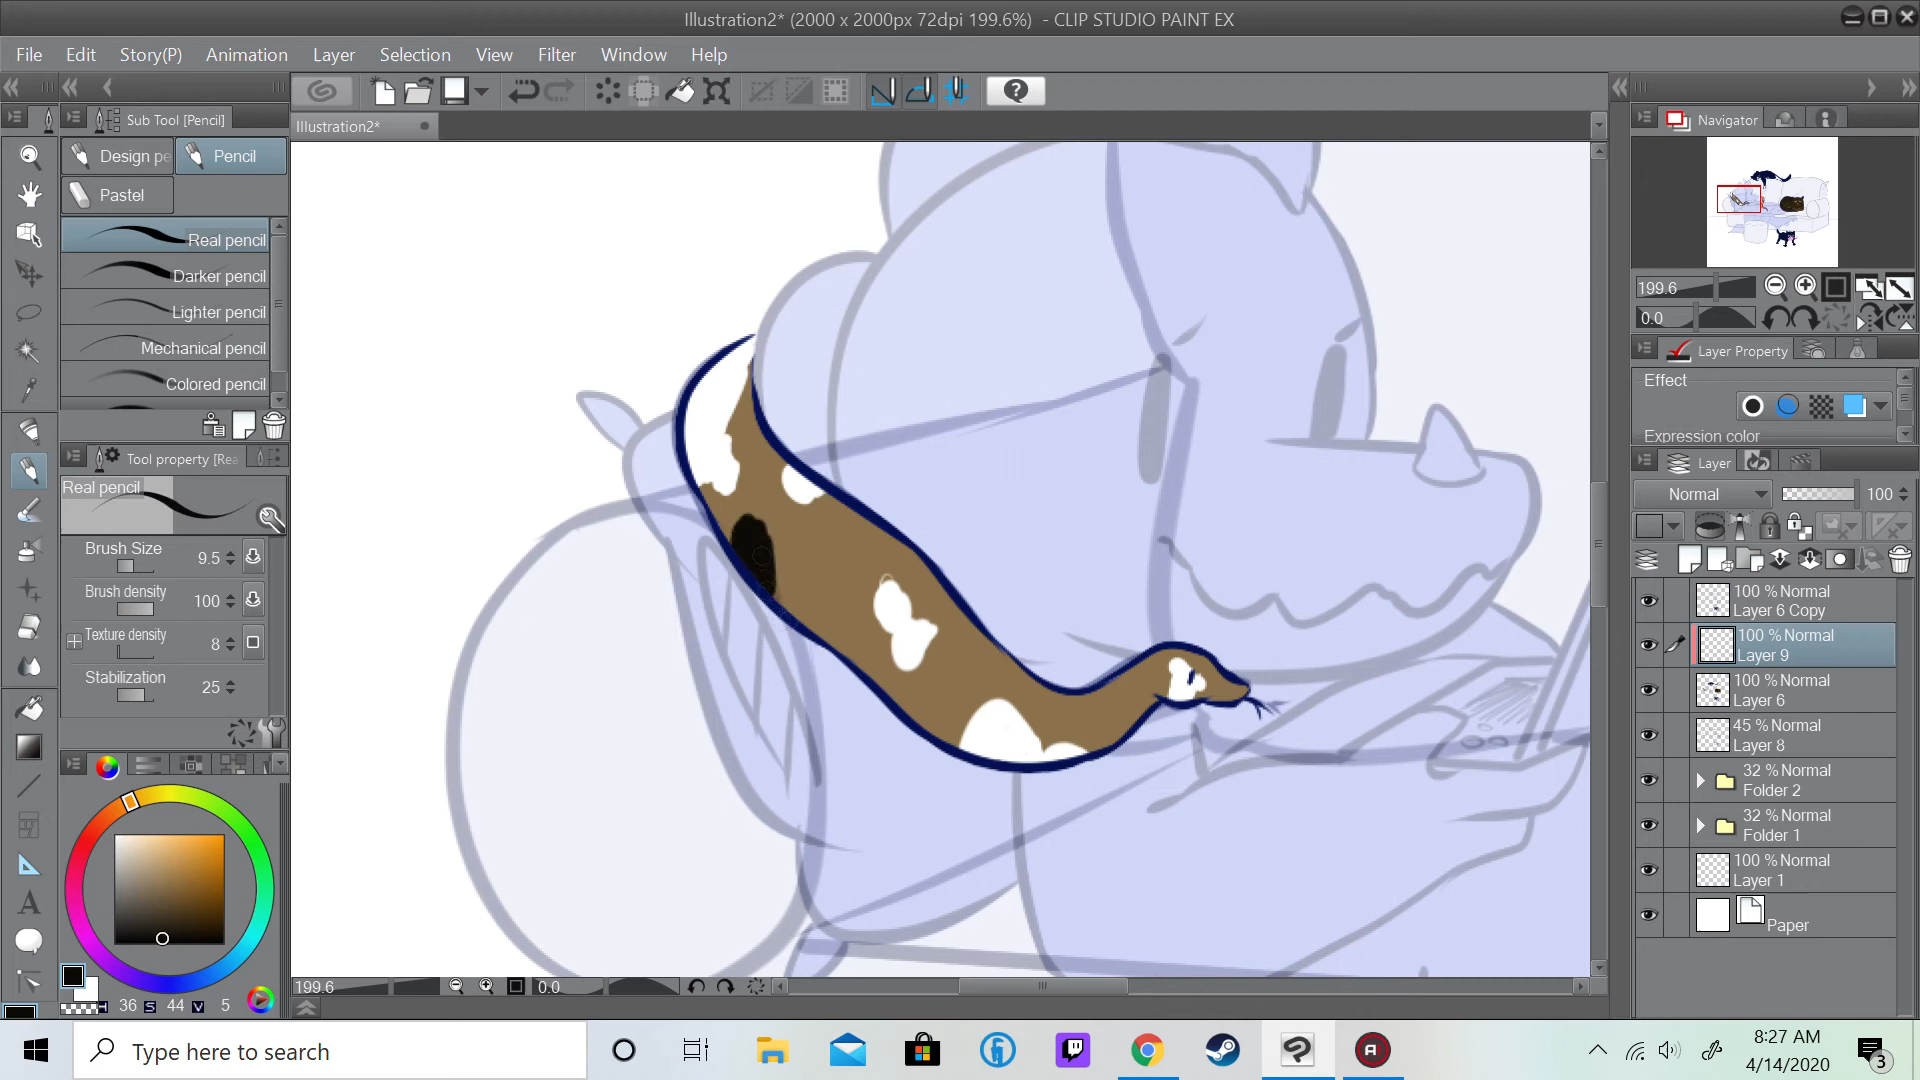 Illustration2* (2000 x 2000px 72dpi 199.6%) - CLIP STUDIO PAINT EX
File Edit Story(P) Animation Layer Selection View Filter Window Help
Sub Tool [Pencil]
Illustration2*
Navigator
Design pe
Pencil
Pastel
Real pencil
Darker pencil
Lighter pencil
Mechanical pencil
Colored pencil
Tool property [Rea
Real pencil
Brush Size 9.5
Brush density 100
Texture density 8
Stabilization 25
H 36 S 44 V 5
199.6
0.0
199.6
0.0
Layer Property
Effect
Expression color
Layer
Normal 100
100 % Normal
Layer 6 Copy
100 % Normal
Layer 9
100 % Normal
Layer 6
45 % Normal
Layer 8
32 % Normal
Folder 2
32 % Normal
Folder 1
100 % Normal
Layer 1
Paper
Type here to search
8:27 AM
4/14/2020
3